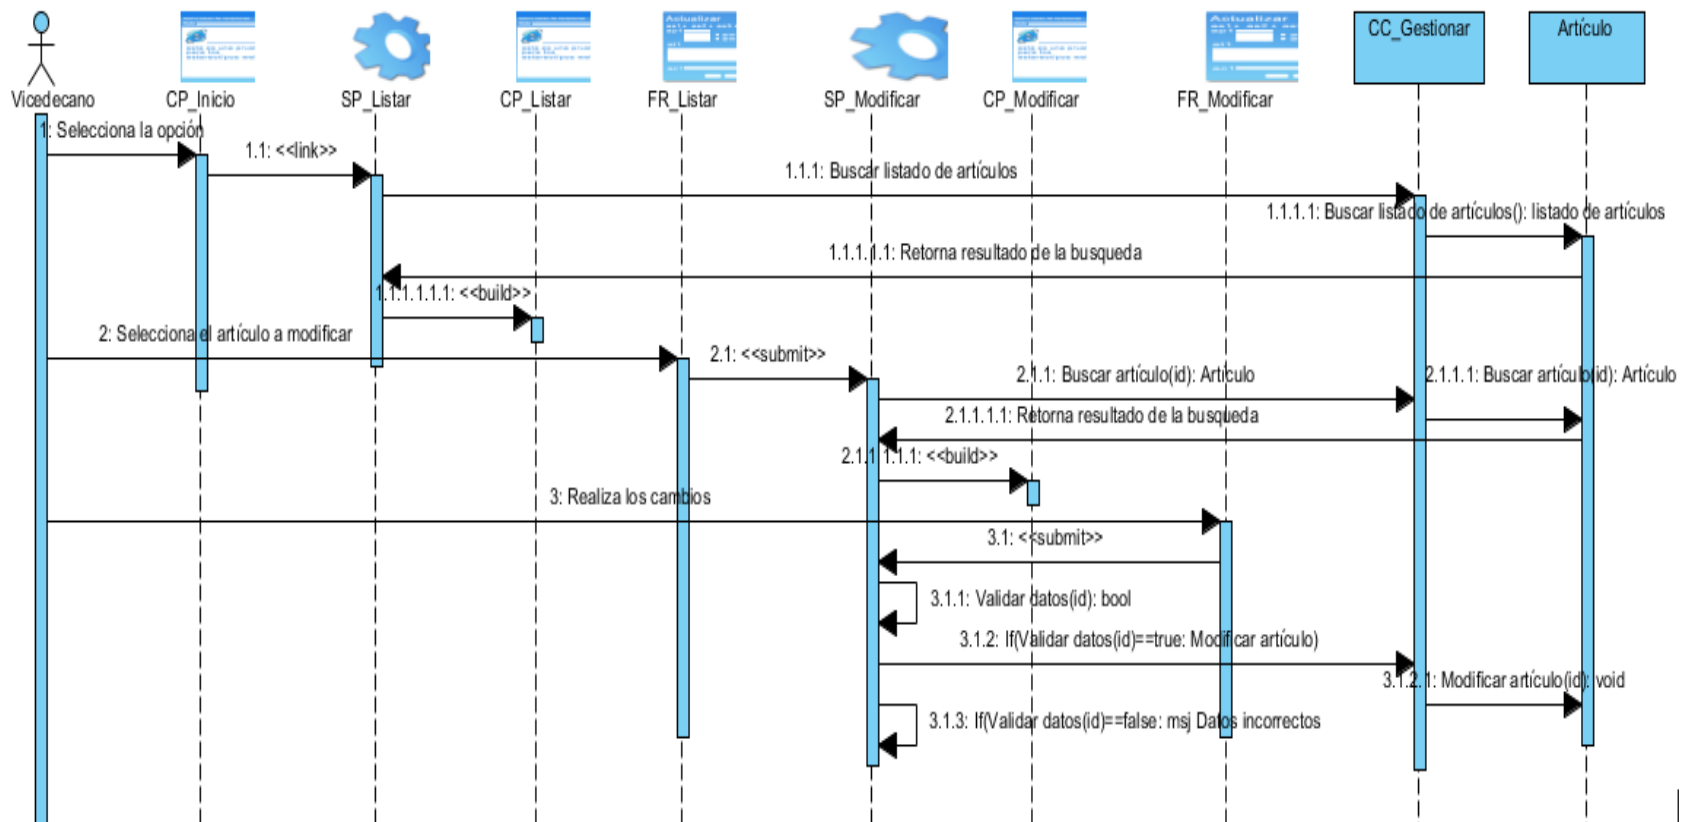 Actualizar
Actualizar
CC_Gestionar
Artículo
Vicedecano
CP_Inicio
SP_Listar
CP_Listar
FR_Listar
SP_Modificar
CP_Modificar
FR_Modificar
1: Selecciona la opción
1.1: <<link>>
1.1.1: Buscar listado de artículos
1.1.1.1: Buscar listado de artículos(): listado de artículos
1.1.1.1.1: Retorna resultado de la busqueda
1.1.1.1.1.1: <<build>>
2: Selecciona el artículo a modificar
2.1: <<submit>>
2.1.1: Buscar artículo(id): Artículo
2.1.1.1: Buscar artículo(id): Artículo
2.1.1.1.1: Retorna resultado de la busqueda
2.1.1.1.1.1: <<build>>
3: Realiza los cambios
3.1: <<submit>>
3.1.1: Validar datos(id): bool
3.1.2: If(Validar datos(id)==true: Modificar artículo)
3.1.2.1: Modificar artículo(id): void
3.1.3: If(Validar datos(id)==false: msj Datos incorrectos